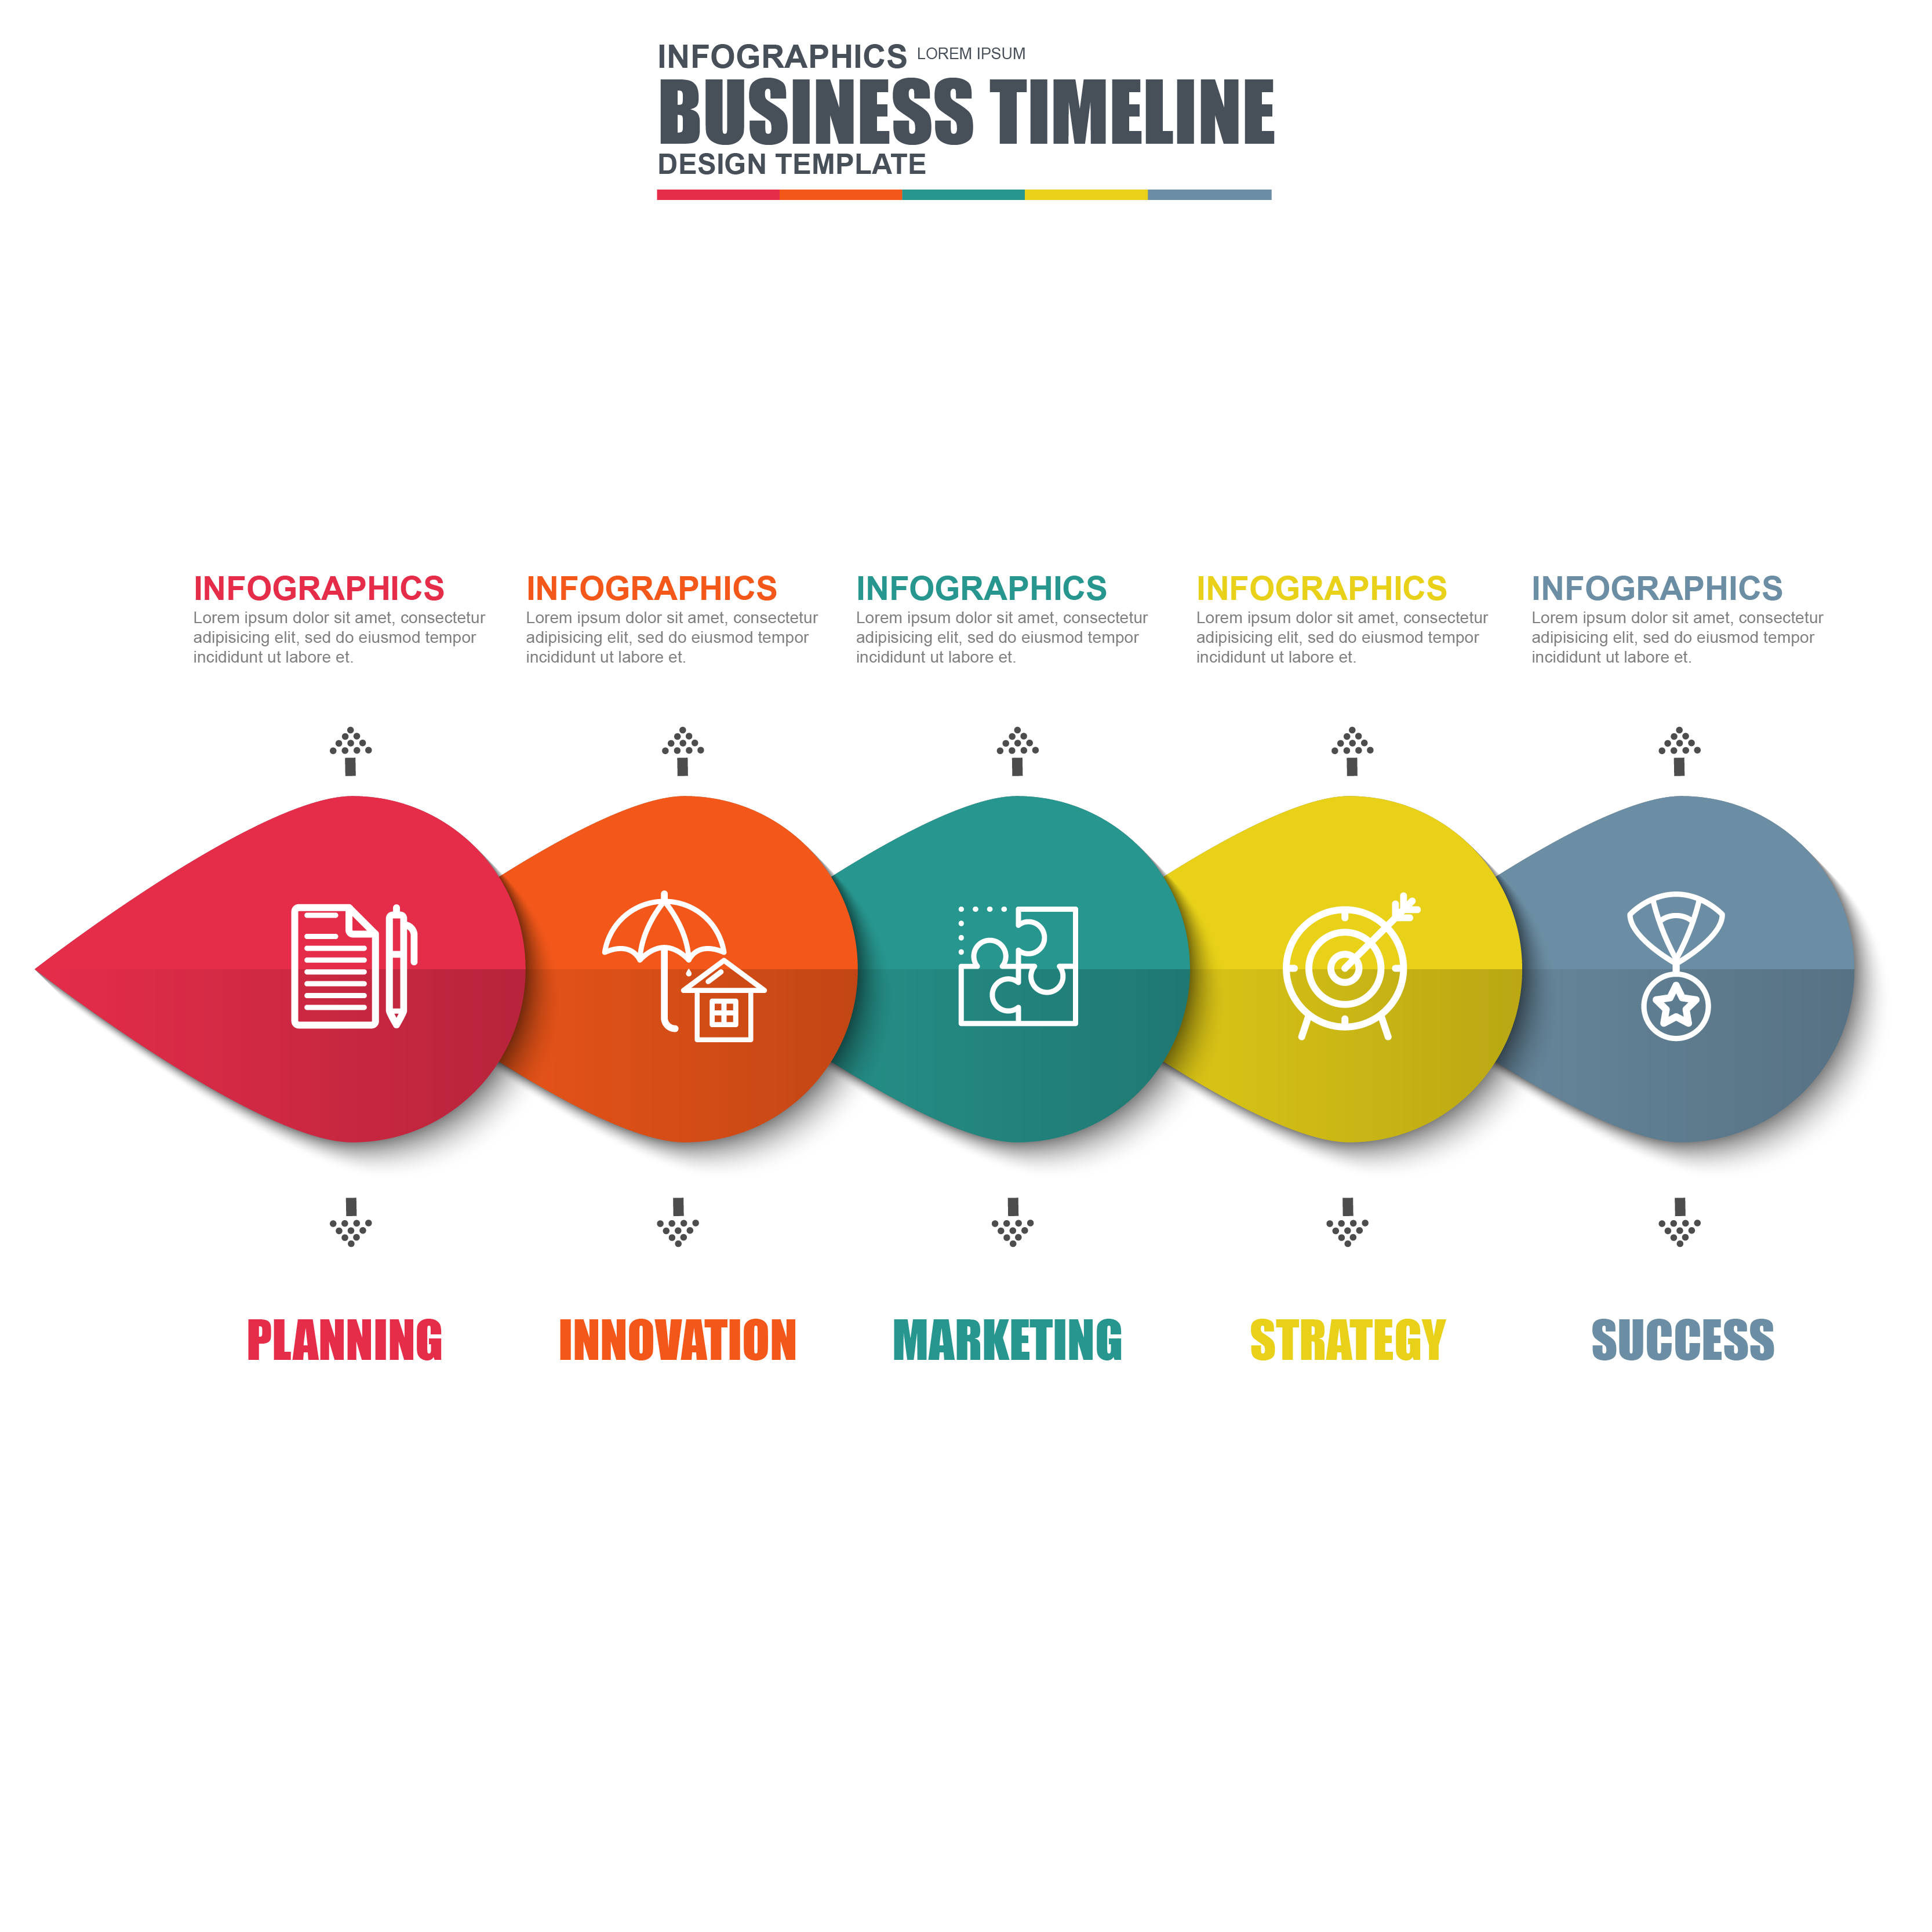 INFOGRAPHICS LOREM IPSUM
BUSINESS TIMELINE
DESIGN TEMPLATE
INFOGRAPHICS
Lorem ipsum dolor sit amet, consectetur
adipisicing elit, sed do eiusmod tempor
incididunt ut labore et.
INFOGRAPHICS
Lorem ipsum dolor sit amet, consectetur
adipisicing elit, sed do eiusmod tempor
incididunt ut labore et.
INFOGRAPHICS
Lorem ipsum dolor sit amet, consectetur
adipisicing elit, sed do eiusmod tempor
incididunt ut labore et.
INFOGRAPHICS
Lorem ipsum dolor sit amet, consectetur
adipisicing elit, sed do eiusmod tempor
incididunt ut labore et.
INFOGRAPHICS
Lorem ipsum dolor sit amet, consectetur
adipisicing elit, sed do eiusmod tempor
incididunt ut labore et.
PLANNING
INNOVATION
MARKETING
STRATEGY
SUCCESS